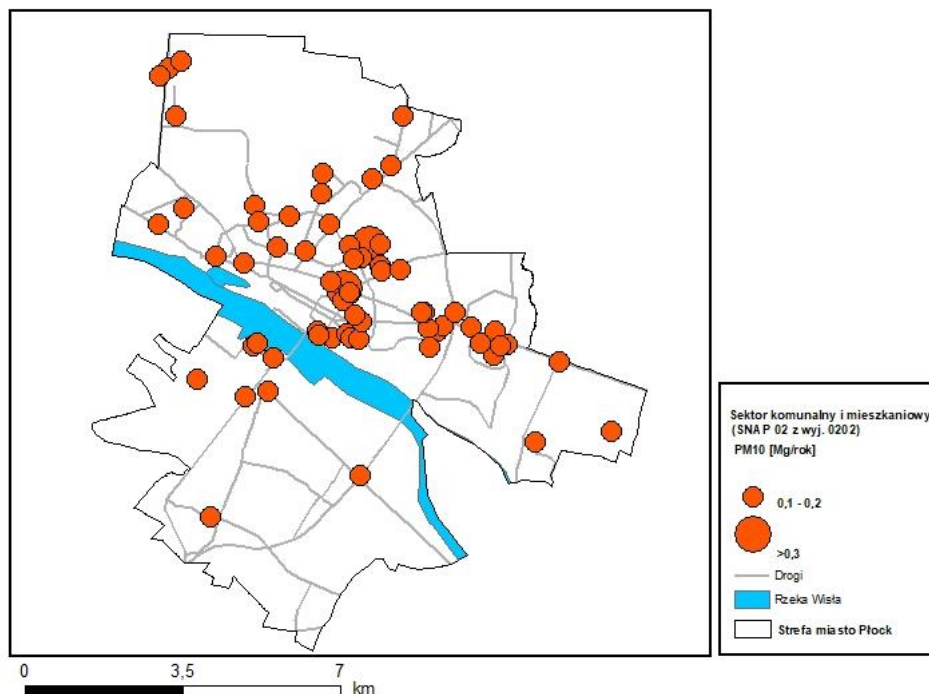 Sektor komunalny i mieszkaniowy
(SNAP 02 z wyj. 0202)
PM10 [Mg/rok]
0,1 - 0,2
>0,3
Drogi
Rzeka Wisła
Strefa miasto Płock
0 3,5 7
km